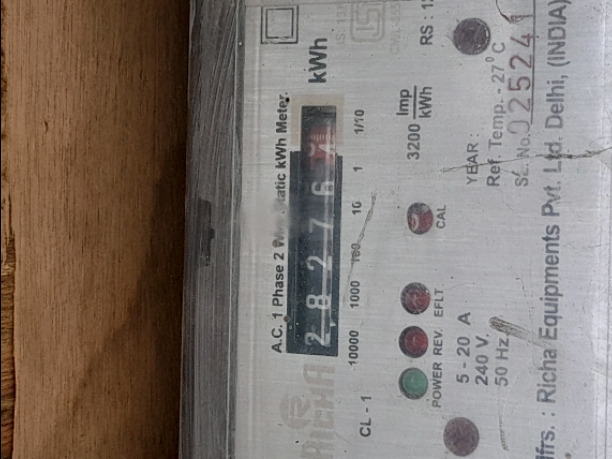 kWh
A.C. 1 Phase 2 W Static kWh Meter.
2 8 2 7 6
10000 1000 100 10 1 1/10
RICHA
CL - 1
3200 Imp
kWh
POWER REV. EFLT CAL
5 - 20 A
240 V.
50 Hz.
RS : 1
YEAR :
Ref. Temp. - 27°C
SL. No. 02524
Mfrs. : Richa Equipments Pvt. Ltd. Delhi, (INDIA)